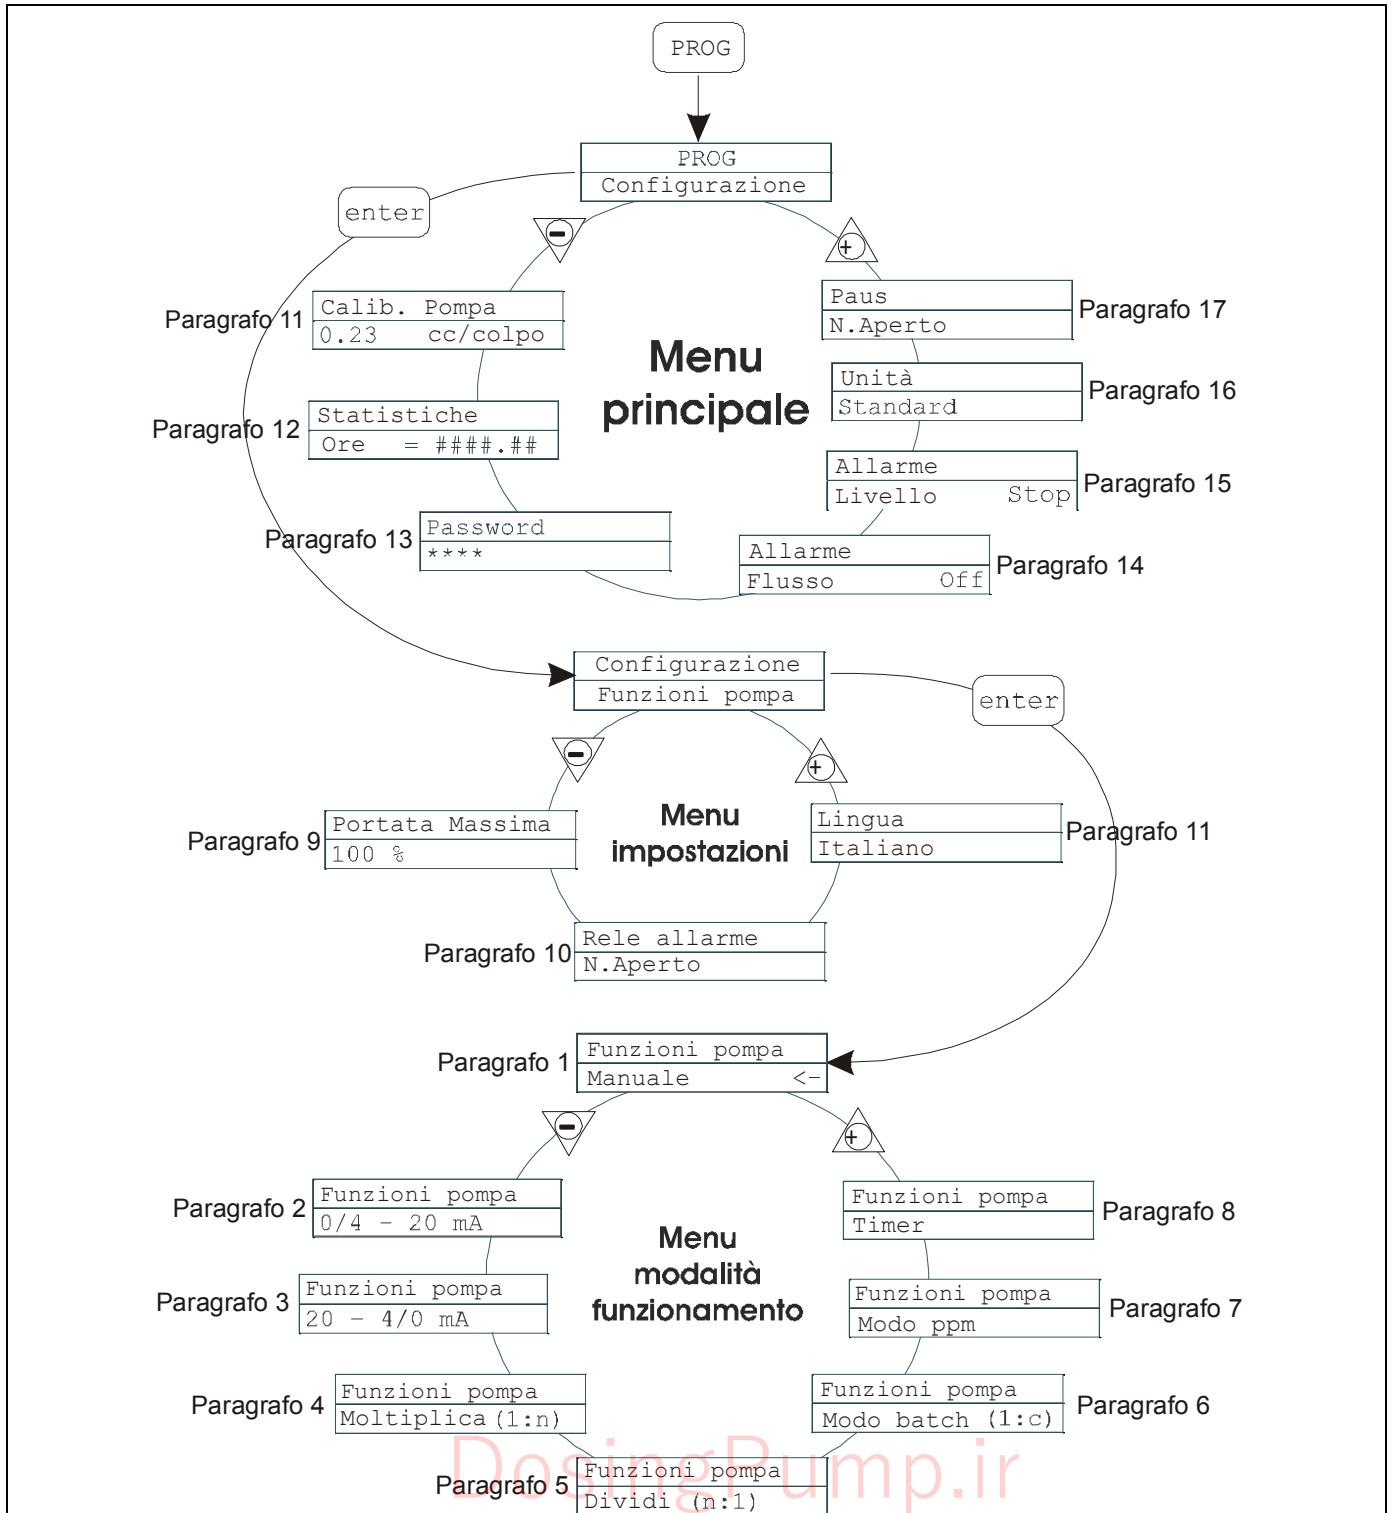 PROG
PROG
Configurazione
enter
-
+
Paragrafo 11
Calib. Pompa
0.23 cc/colpo
Paus
N.Aperto
Paragrafo 17
Menu
principale
Unità
Standard
Paragrafo 16
Paragrafo 12
Statistiche
Ore = ####.##
Allarme
Livello Stop
Paragrafo 15
Paragrafo 13
Password
****
Allarme
Flusso Off
Paragrafo 14
Configurazione
Funzioni pompa
enter
-
+
Paragrafo 9
Portata Massima
100 %
Menu
impostazioni
Lingua
Italiano
Paragrafo 11
Paragrafo 10
Rele allarme
N.Aperto
Paragrafo 1
Funzioni pompa
Manuale <-
-
+
Paragrafo 2
Funzioni pompa
0/4 - 20 mA
Funzioni pompa
Timer
Paragrafo 8
Menu
modalità
funzionamento
Paragrafo 3
Funzioni pompa
20 - 4/0 mA
Funzioni pompa
Modo ppm
Paragrafo 7
Paragrafo 4
Funzioni pompa
Moltiplica (1:n)
Funzioni pompa
Modo batch (1:c)
Paragrafo 6
Paragrafo 5
Funzioni pompa
Dividi (n:1)
DosingPump.ir